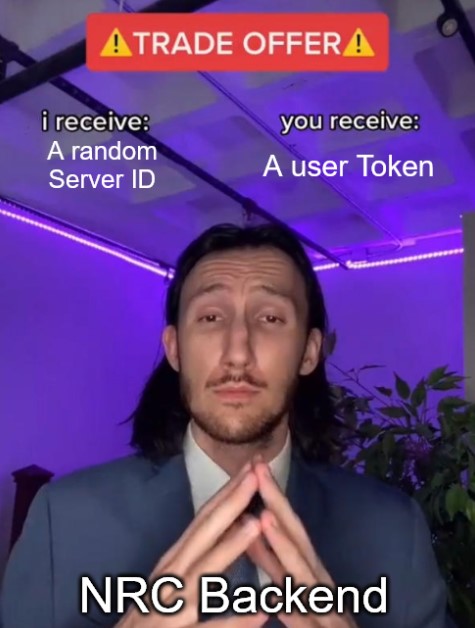 ⚠️TRADE OFFER⚠️
i receive:
A random
Server ID
you receive:
A user Token
NRC Backend